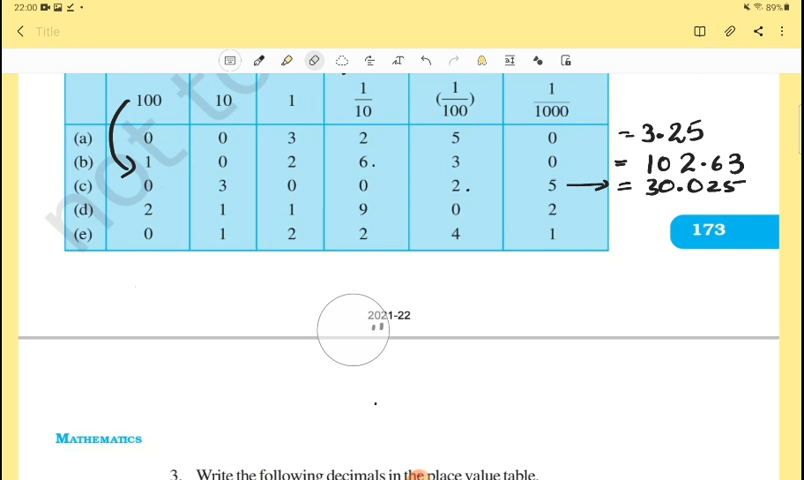 22:00 89%
Title
100 10 1 1/10 (1/100) 1/1000
(a) 0 0 3 2 5 0 = 3.25
(b) 1 0 2 6. 3 0 = 102.63
(c) 0 3 0 0 2. 5 = 30.025
(d) 2 1 1 9 0 2
(e) 0 1 2 2 4 1
173
not to
2021-22
MATHEMATICS
3. Write the following decimals in the place value table.